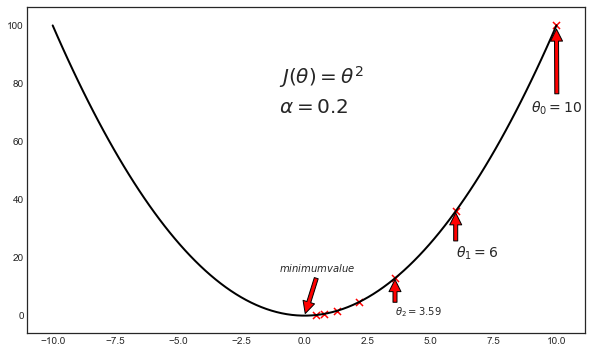 100
80
60
40
20
0
J(θ) = θ²
α = 0.2
θ₀ = 10
θ₁ = 6
minimumvalue
θ₂ = 3.59
−10.0 −7.5 −5.0 −2.5 0.0 2.5 5.0 7.5 10.0